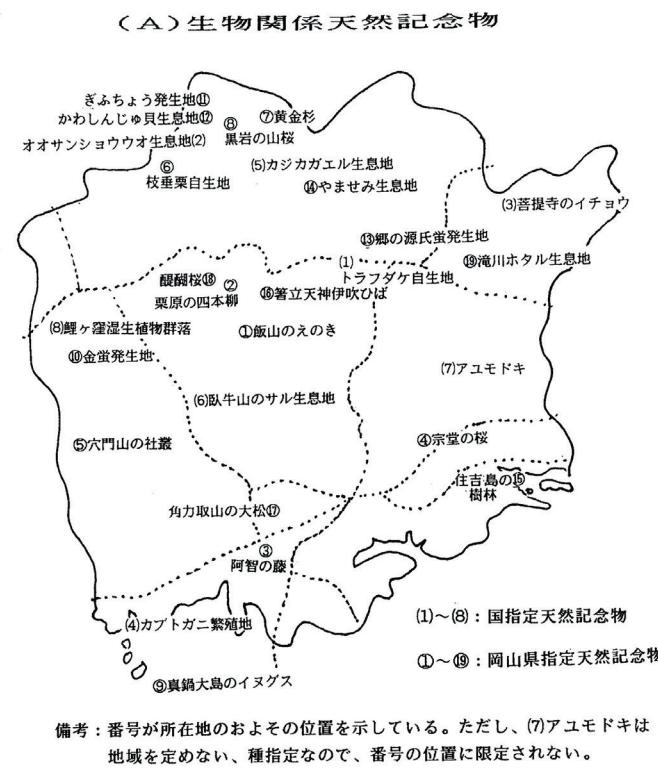 (A)生物関係天然記念物
ぎふちょう発生地⑪
かわしんじゅ貝生息地⑫
⑧
⑦黄金杉
黒岩の山桜
オオサンショウウオ生息地(2)
⑥
枝垂栗自生地
(5)カジカガエル生息地
⑭やませみ生息地
(3)菩提寺のイチョウ
⑬郷の源氏蛍発生地
(1)
トラフダケ自生地
⑲滝川ホタル生息地
醍醐桜⑱
②
栗原の四本柳
⑯箸立天神伊吹ひば
(8)鯉ヶ窪湿生植物群落
①飯山のえのき
⑩金蛍発生地
(7)アユモドキ
(6)臥牛山のサル生息地
⑤穴門山の社叢
④宗堂の桜
住吉島の⑮
樹林
角力取山の大松⑰
③
阿智の藤
(4)カブトガニ繁殖地
(1)~(8):国指定天然記念物
①~⑲:岡山県指定天然記念物
⑨真鍋大島のイヌグス
備考:番号が所在地のおよその位置を示している。ただし、(7)アユモドキは
地域を定めない、種指定なので、番号の位置に限定されない。